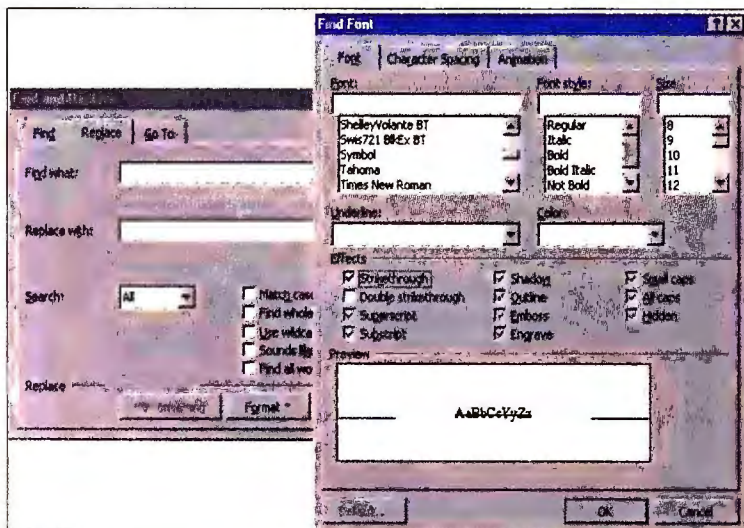 Find Font
Font Character Spacing Animation
Font: Font style: Size:
ShelleyVolante BT Regular 8
Swis721 BlkEx BT Italic 9
Symbol Bold 10
Tahoma Bold Italic 11
Times New Roman Not Bold 12
Underline: Color:
Effects
Strikethrough Shadow Small caps
Double strikethrough Outline All caps
Superscript Emboss Hidden
Subscript Engrave
Preview
AaBbCcYyZz
OK Cancel
Find and
Find Replace Go To
Find what:
Replace with:
Search: All
Match case
Find whole
Use wildca
Sounds lik
Find all wo
Replace
Format